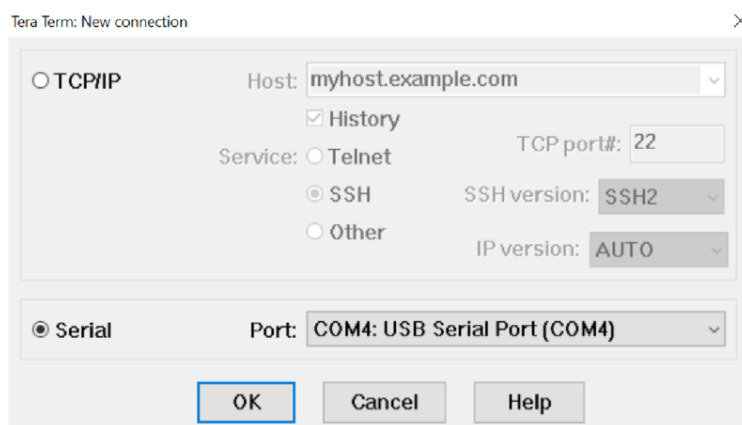 Tera Term: New connection
TCP/IP
Host: myhost.example.com
History
Service: Telnet
TCP port#: 22
SSH
SSH version: SSH2
Other
IP version: AUTO
Serial
Port: COM4: USB Serial Port (COM4)
OK Cancel Help